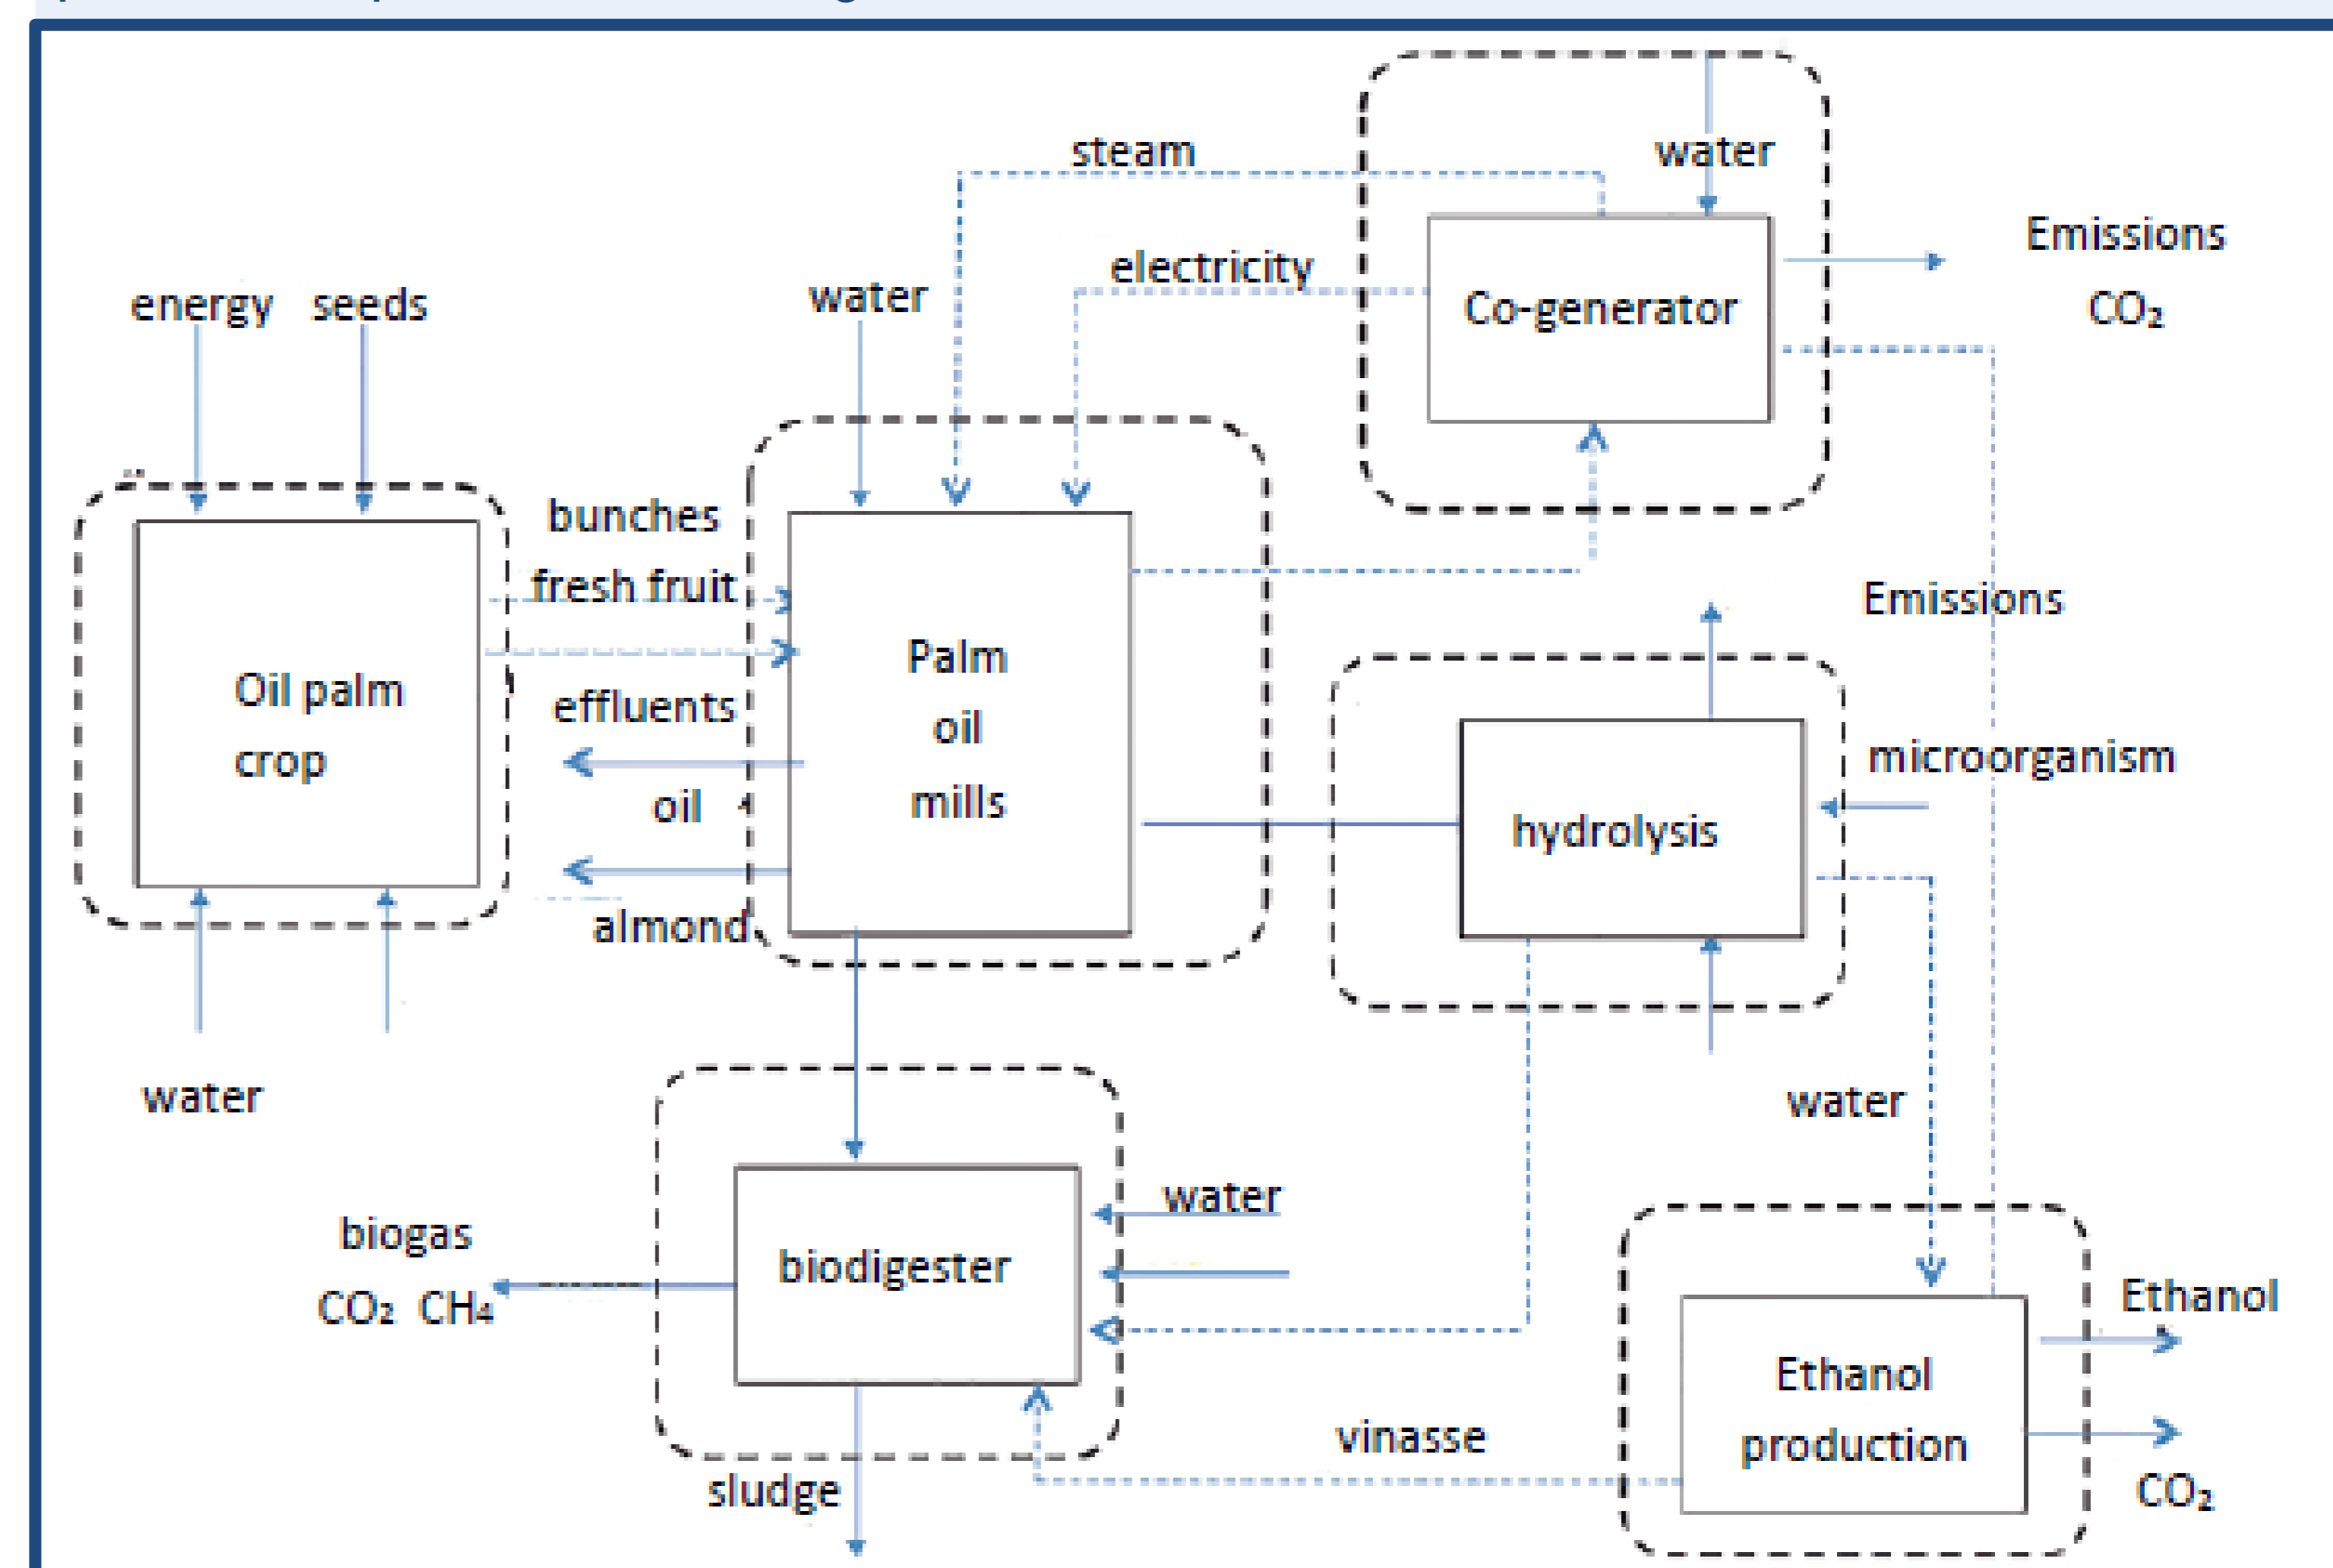 steam
water
Emissions
CO₂
electricity
Co-generator
energy seeds
water
bunches
fresh fruit
Oil palm
crop
effluents
oil
almond
Palm
oil
mills
Emissions
microorganism
hydrolysis
water
water
water
biogas
CO₂ CH₄
biodigester
sludge
vinasse
Ethanol
production
Ethanol
CO₂